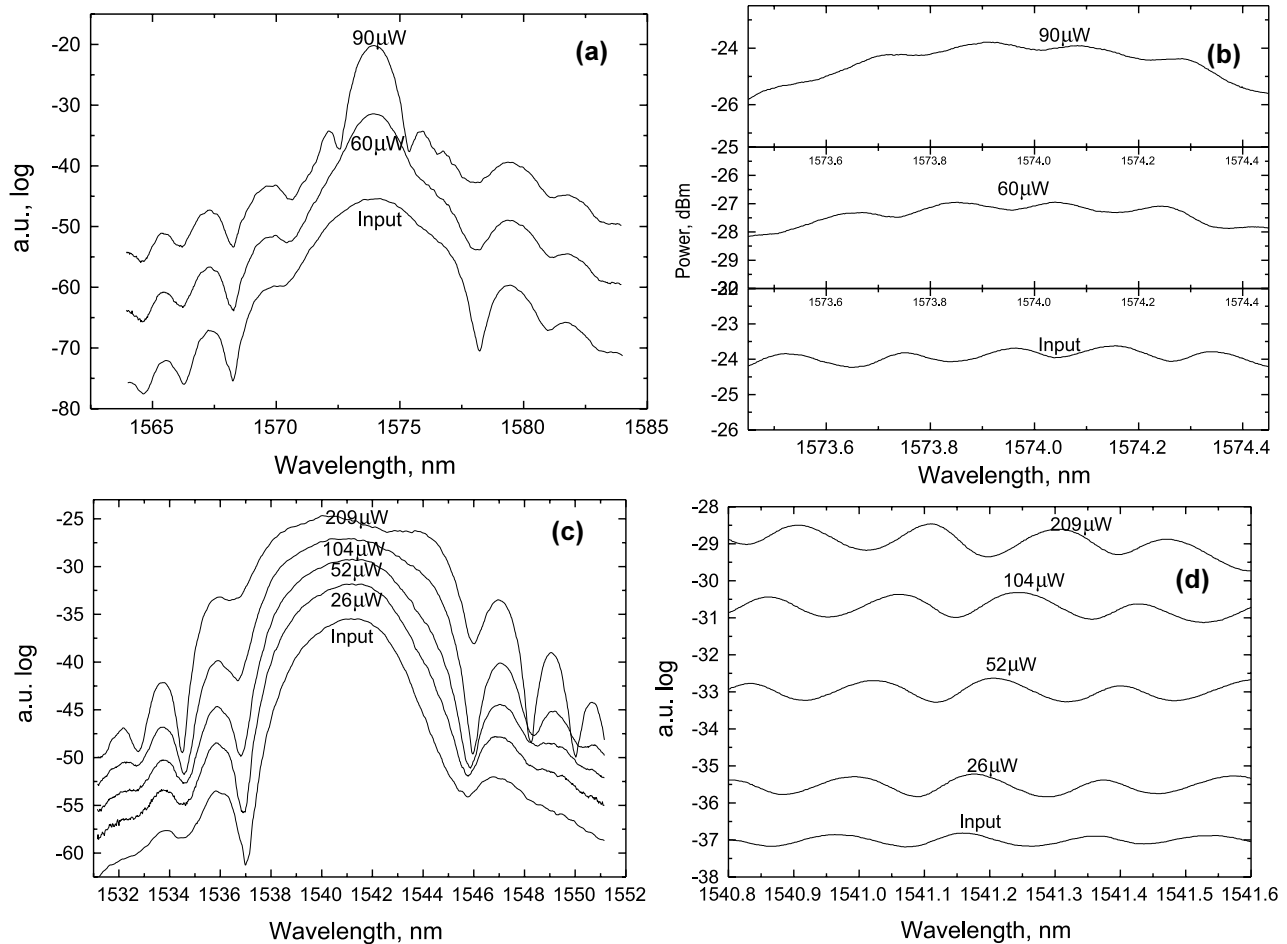 (a)
a.u., log
-20
-30
-40
-50
-60
-70
-80
90µW
60µW
Input
1565 1570 1575 1580 1585
Wavelength, nm
(b)
Power, dBm
-24
-26
90µW
-25
1573.6 1573.8 1574.0 1574.2 1574.4
-26
-27
-28
-29
60µW
-30
-22
1573.6 1573.8 1574.0 1574.2 1574.4
-23
-24
-25
-26
Input
1573.6 1573.8 1574.0 1574.2 1574.4
Wavelength, nm
(c)
a.u. log
-25
-30
-35
-40
-45
-50
-55
-60
209µW
104µW
52µW
26µW
Input
1532 1534 1536 1538 1540 1542 1544 1546 1548 1550 1552
Wavelength, nm
(d)
a.u. log
-28
-29
-30
-31
-32
-33
-34
-35
-36
-37
-38
209µW
104µW
52µW
26µW
Input
1540.8 1540.9 1541.0 1541.1 1541.2 1541.3 1541.4 1541.5 1541.6
Wavelength, nm